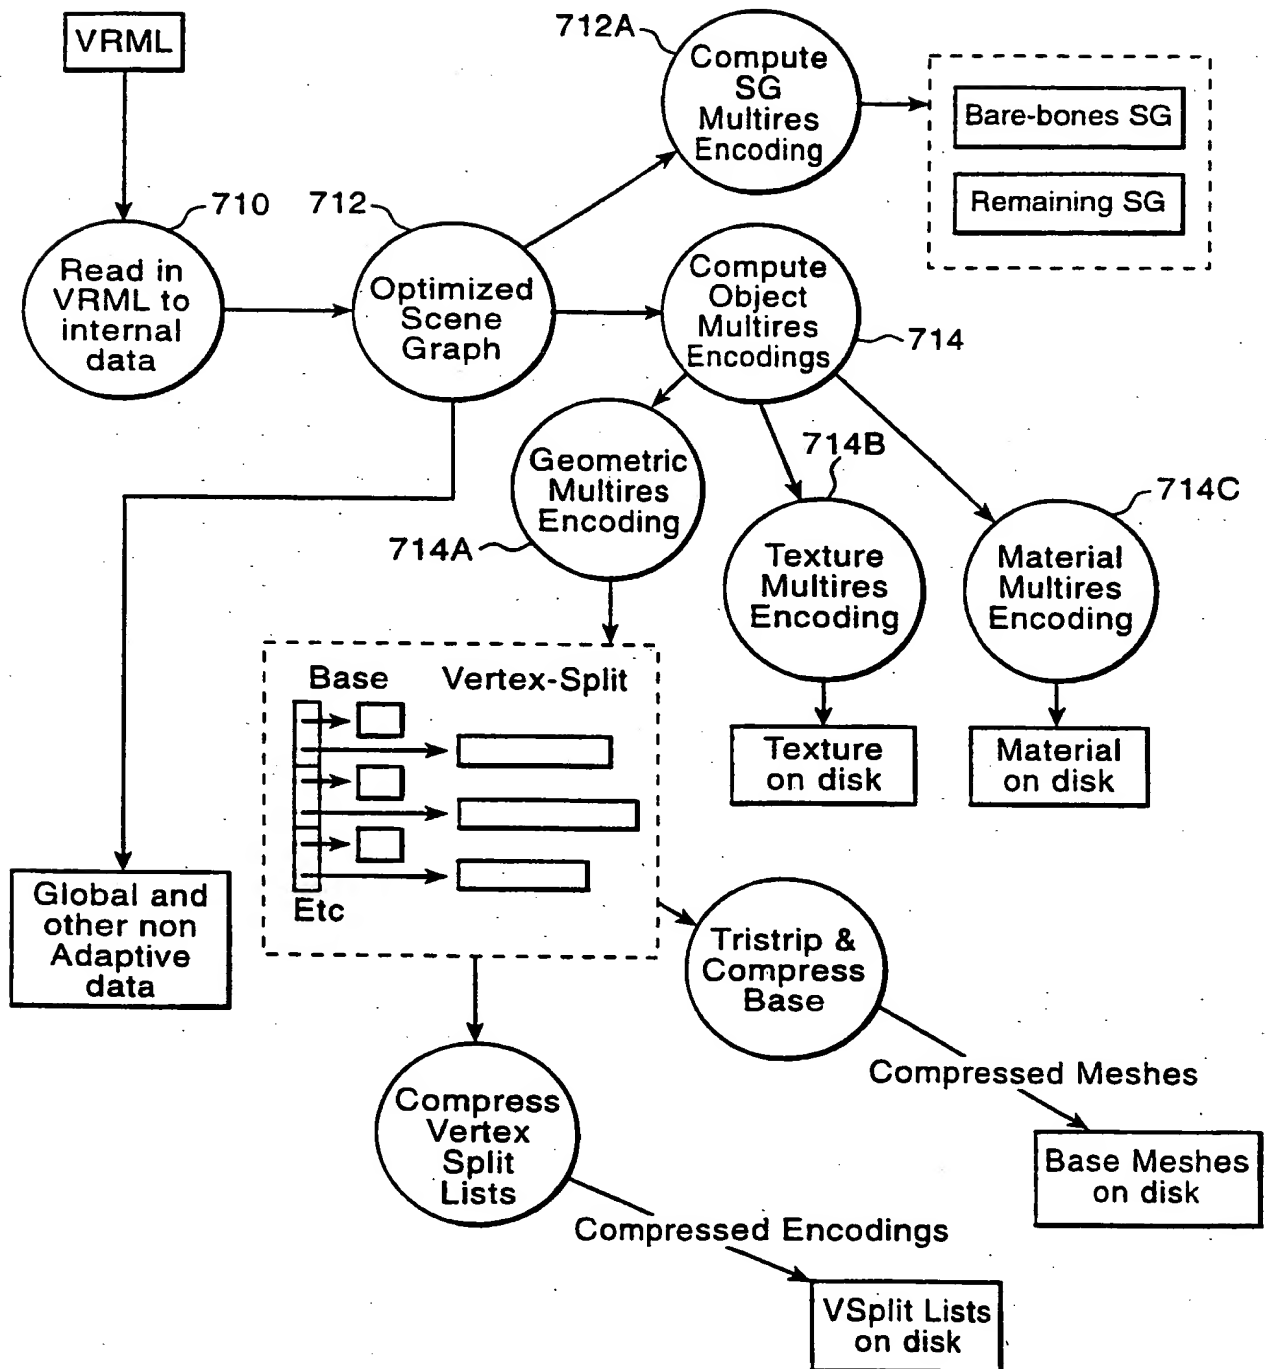 VRML
712A
Compute
SG
Multires
Encoding
Bare-bones SG
Remaining SG
710
712
Read in
VRML to
internal
data
Optimized
Scene
Graph
Compute
Object
Multires
Encodings
714
Geometric
Multires
Encoding
714A
714B
Texture
Multires
Encoding
714C
Material
Multires
Encoding
Base
Vertex-Split
Etc
Texture
on disk
Material
on disk
Global and
other non
Adaptive
data
Tristrip &
Compress
Base
Compressed Meshes
Base Meshes
on disk
Compress
Vertex
Split
Lists
Compressed Encodings
VSplit Lists
on disk